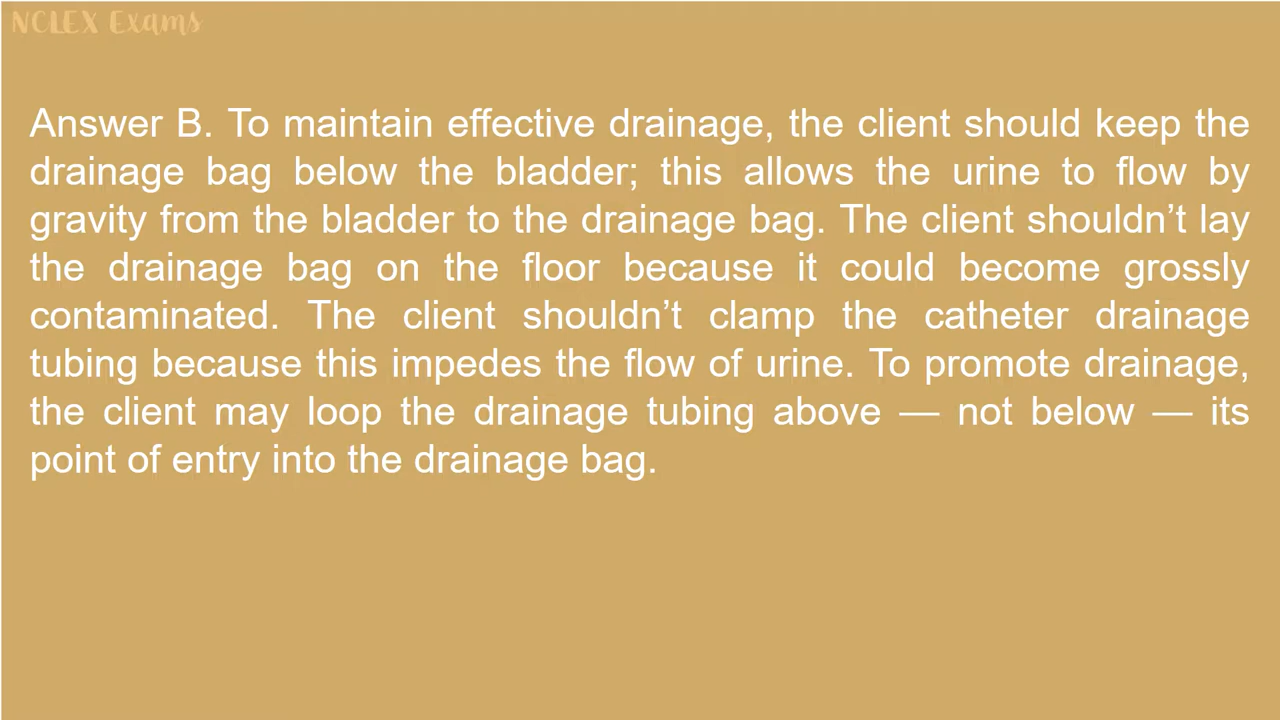 NCLEX Exams
Answer B. To maintain effective drainage, the client should keep the
drainage bag below the bladder; this allows the urine to flow by
gravity from the bladder to the drainage bag. The client shouldn’t lay
the drainage bag on the floor because it could become grossly
contaminated. The client shouldn’t clamp the catheter drainage
tubing because this impedes the flow of urine. To promote drainage,
the client may loop the drainage tubing above — not below — its
point of entry into the drainage bag.